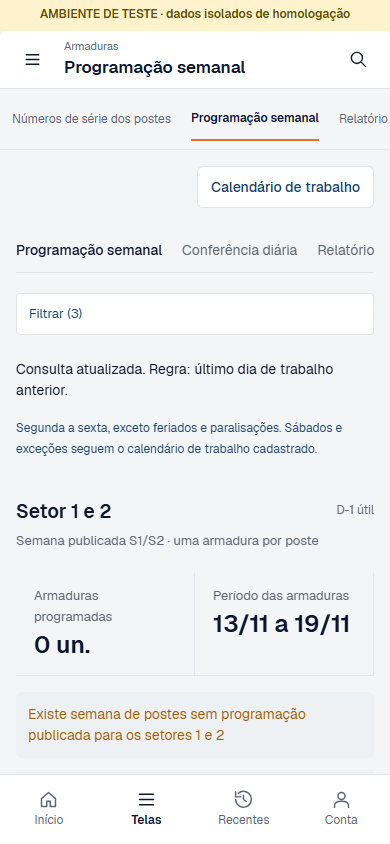 AMBIENTE DE TESTE · dados isolados de homologação
Armaduras
Programação semanal
Números de série dos postes
Programação semanal
Relatório
Calendário de trabalho
Programação semanal
Conferência diária
Relatório
Filtrar (3)
Consulta atualizada. Regra: último dia de trabalho
anterior.
Segunda a sexta, exceto feriados e paralisações. Sábados e
exceções seguem o calendário de trabalho cadastrado.
Setor 1 e 2
D-1 útil
Semana publicada S1/S2 · uma armadura por poste
Armaduras
programadas
0 un.
Período das armaduras
13/11 a 19/11
Existe semana de postes sem programação
publicada para os setores 1 e 2
Início
Telas
Recentes
Conta